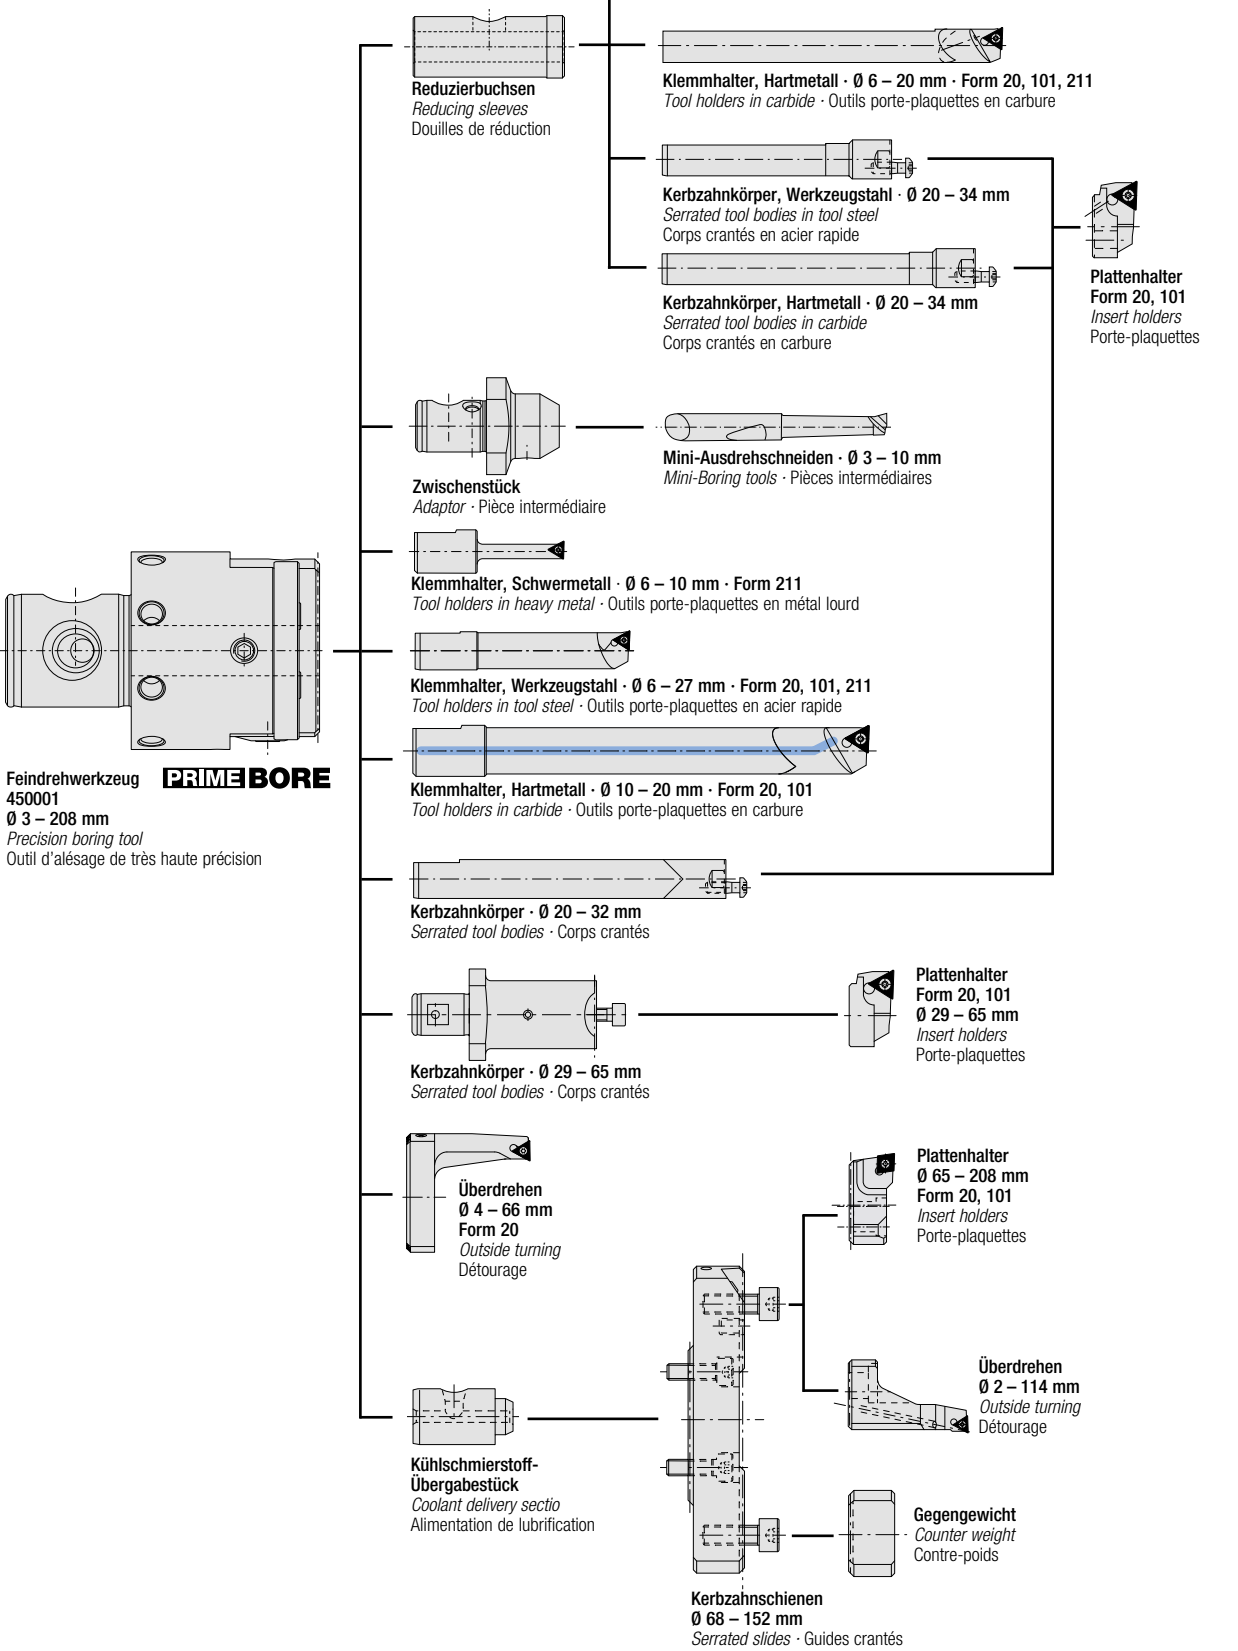 Reduzierbuchsen
Reducing sleeves
Douilles de réduction
Klemmhalter, Hartmetall · Ø 6 – 20 mm · Form 20, 101, 211
Tool holders in carbide · Outils porte-plaquettes en carbure
Kerbzahnkörper, Werkzeugstahl · Ø 20 – 34 mm
Serrated tool bodies in tool steel
Corps crantés en acier rapide
Kerbzahnkörper, Hartmetall · Ø 20 – 34 mm
Serrated tool bodies in carbide
Corps crantés en carbure
Plattenhalter
Form 20, 101
Insert holders
Porte-plaquettes
Zwischenstück
Adaptor · Pièce intermédiaire
Mini-Ausdrehschneiden · Ø 3 – 10 mm
Mini-Boring tools · Pièces intermédiaires
Klemmhalter, Schwermetall · Ø 6 – 10 mm · Form 211
Tool holders in heavy metal · Outils porte-plaquettes en métal lourd
Klemmhalter, Werkzeugstahl · Ø 6 – 27 mm · Form 20, 101, 211
Tool holders in tool steel · Outils porte-plaquettes en acier rapide
Feindrehwerkzeug
450001
Ø 3 – 208 mm
Precision boring tool
Outil d'alésage de très haute précision
PRIMEBORE
Klemmhalter, Hartmetall · Ø 10 – 20 mm · Form 20, 101
Tool holders in carbide · Outils porte-plaquettes en carbure
Kerbzahnkörper · Ø 20 – 32 mm
Serrated tool bodies · Corps crantés
Kerbzahnkörper · Ø 29 – 65 mm
Serrated tool bodies · Corps crantés
Plattenhalter
Form 20, 101
Ø 29 – 65 mm
Insert holders
Porte-plaquettes
Überdrehen
Ø 4 – 66 mm
Form 20
Outside turning
Détourage
Plattenhalter
Ø 65 – 208 mm
Form 20, 101
Insert holders
Porte-plaquettes
Überdrehen
Ø 2 – 114 mm
Outside turning
Détourage
Kühlschmierstoff-
Übergabestück
Coolant delivery sectio
Alimentation de lubrification
Gegengewicht
Counter weight
Contre-poids
Kerbzahnschienen
Ø 68 – 152 mm
Serrated slides · Guides crantés